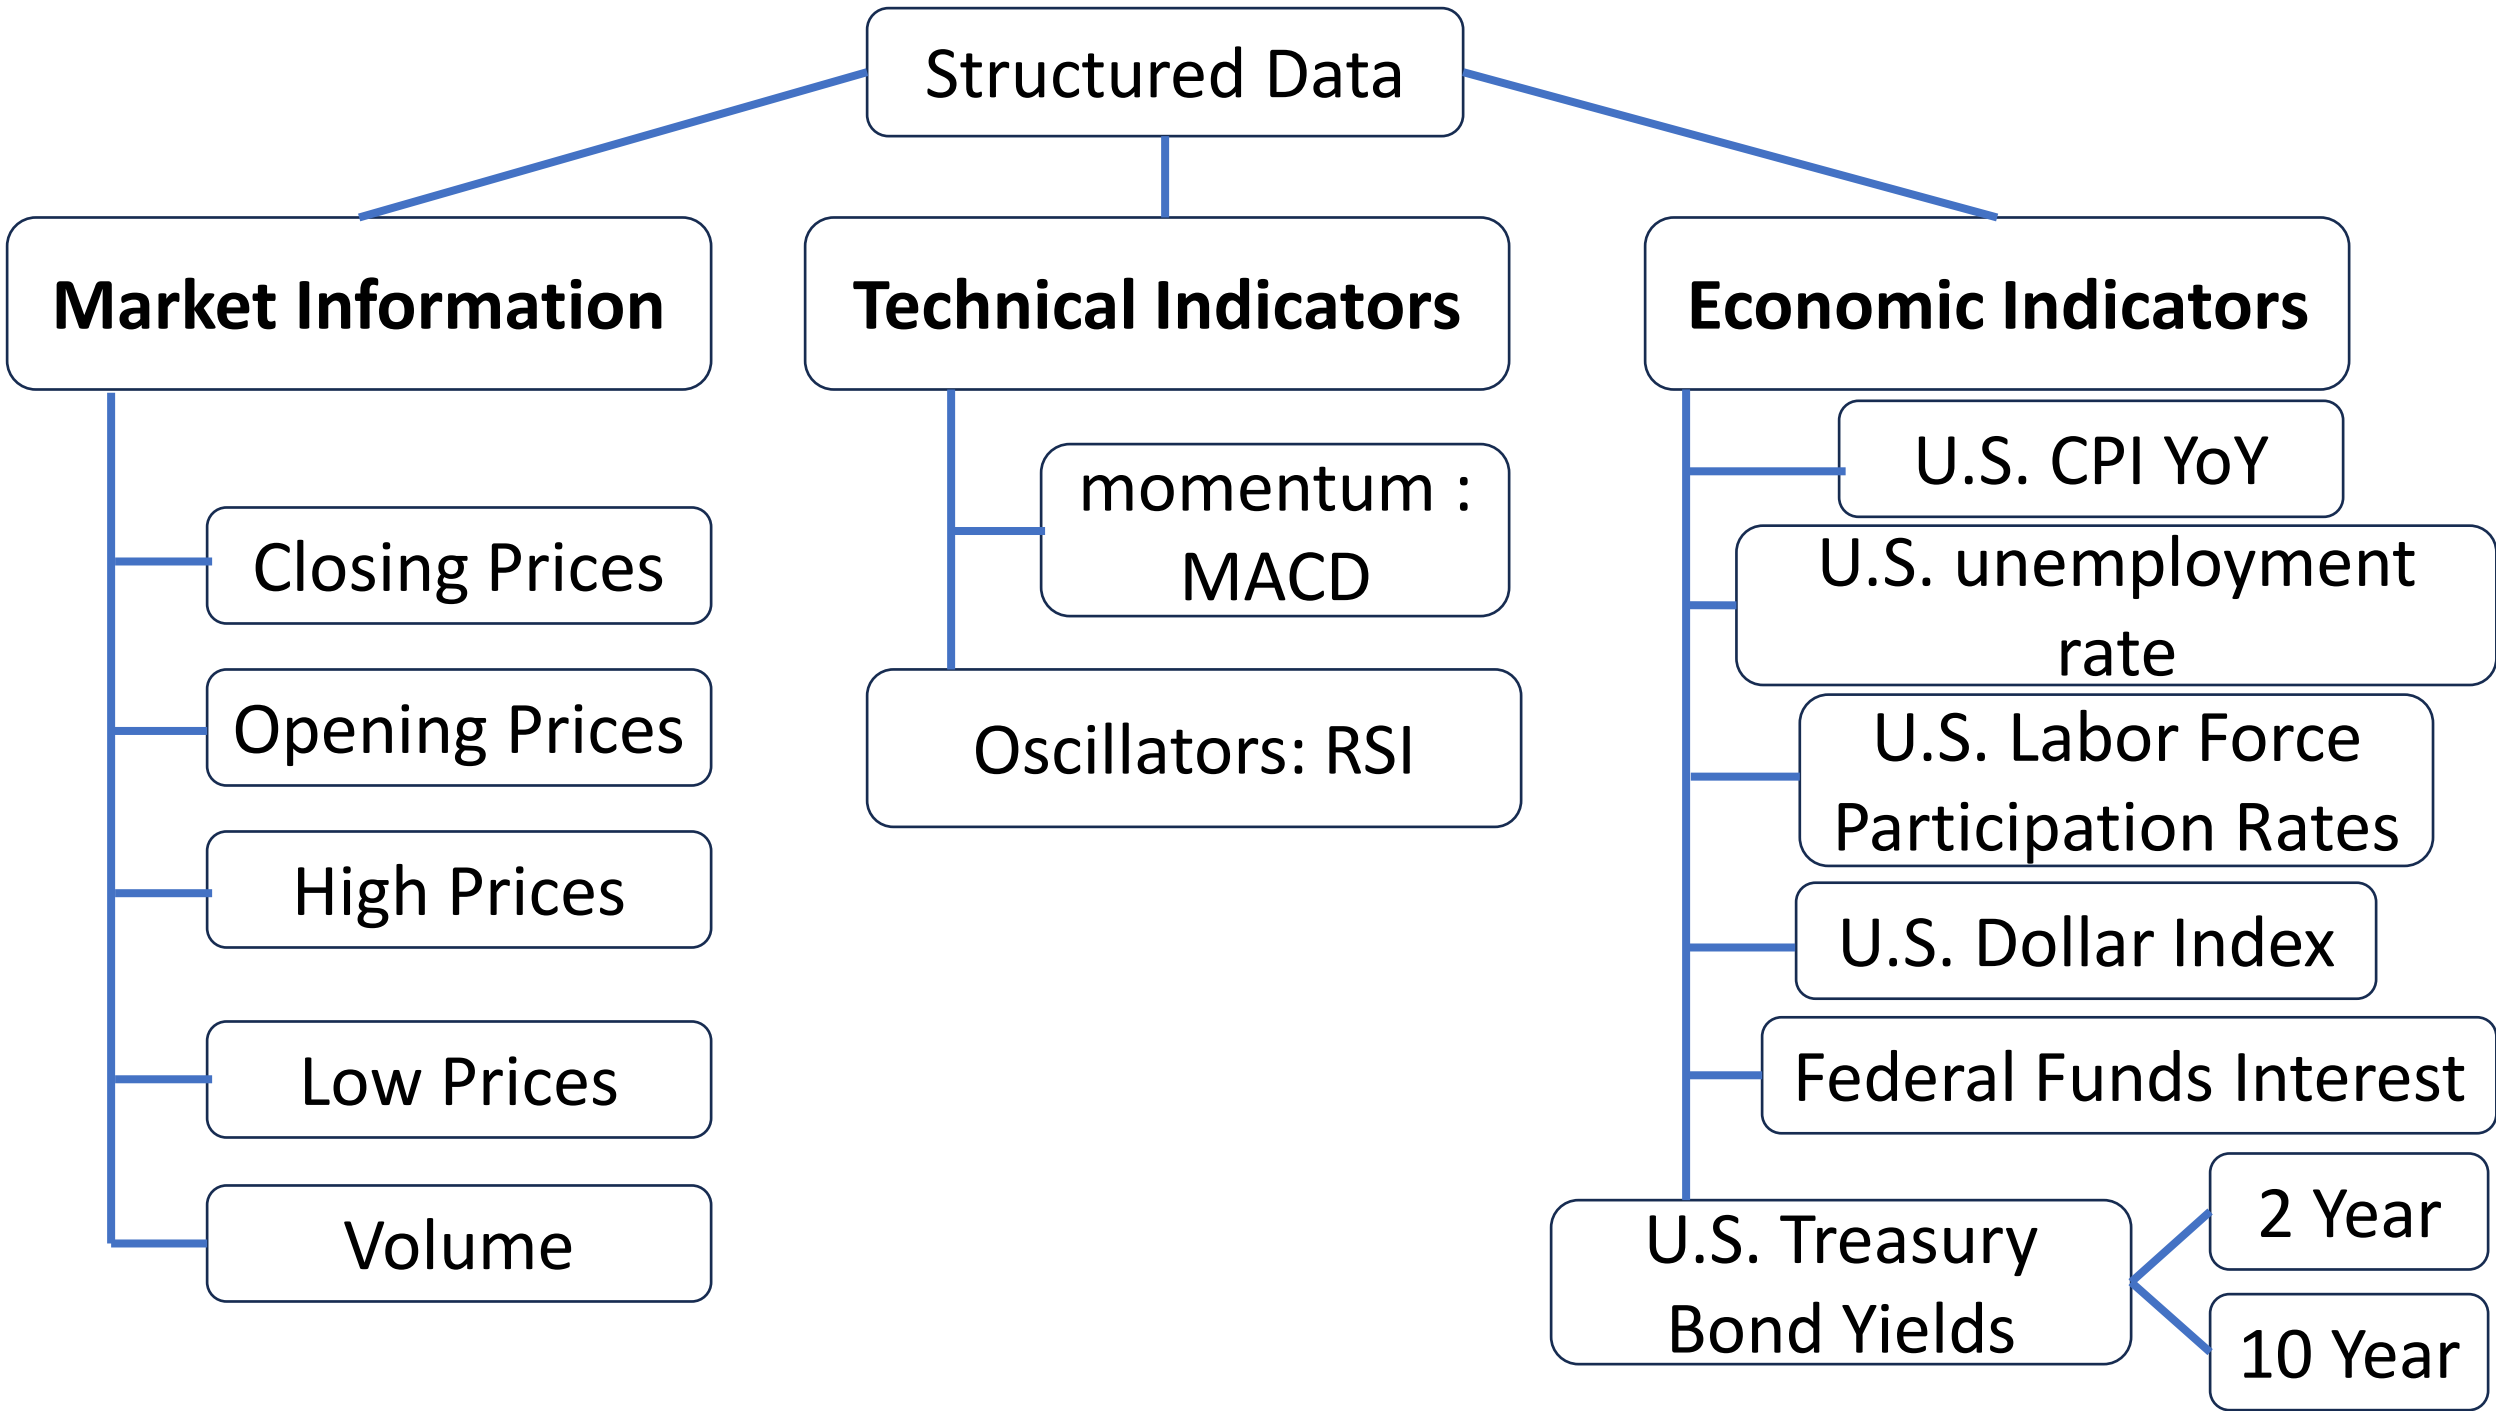 Structured Data
Market Information
Technical Indicators
Economic Indicators
Closing Prices
Opening Prices
High Prices
Low Prices
Volume
momentum :
MACD
Oscillators: RSI
U.S. CPI YoY
U.S. unemployment
rate
U.S. Labor Force
Participation Rates
U.S. Dollar Index
Federal Funds Interest
U.S. Treasury
Bond Yields
2 Year
10 Year